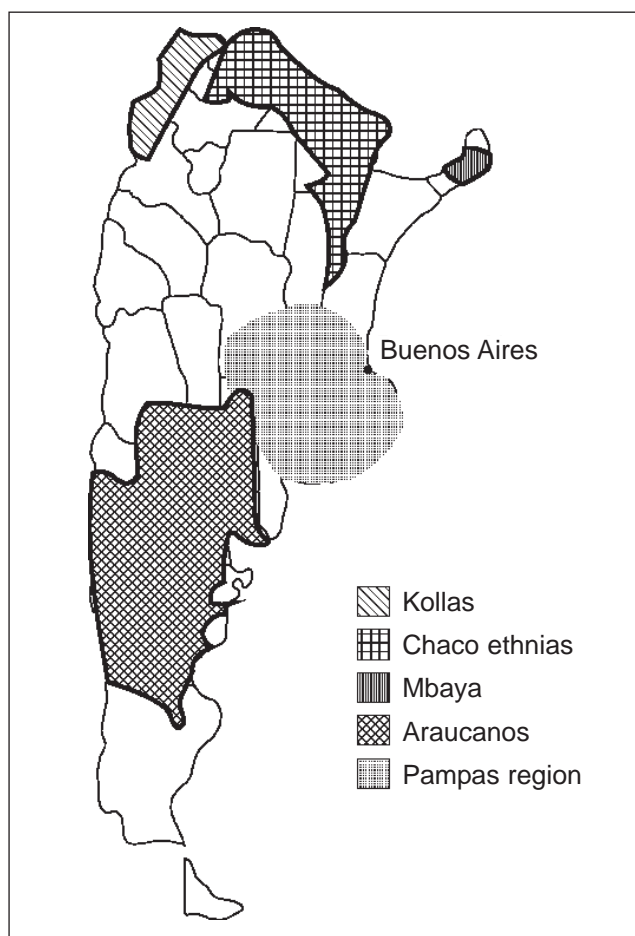 Buenos Aires
Kollas
Chaco ethnias
Mbaya
Araucanos
Pampas region